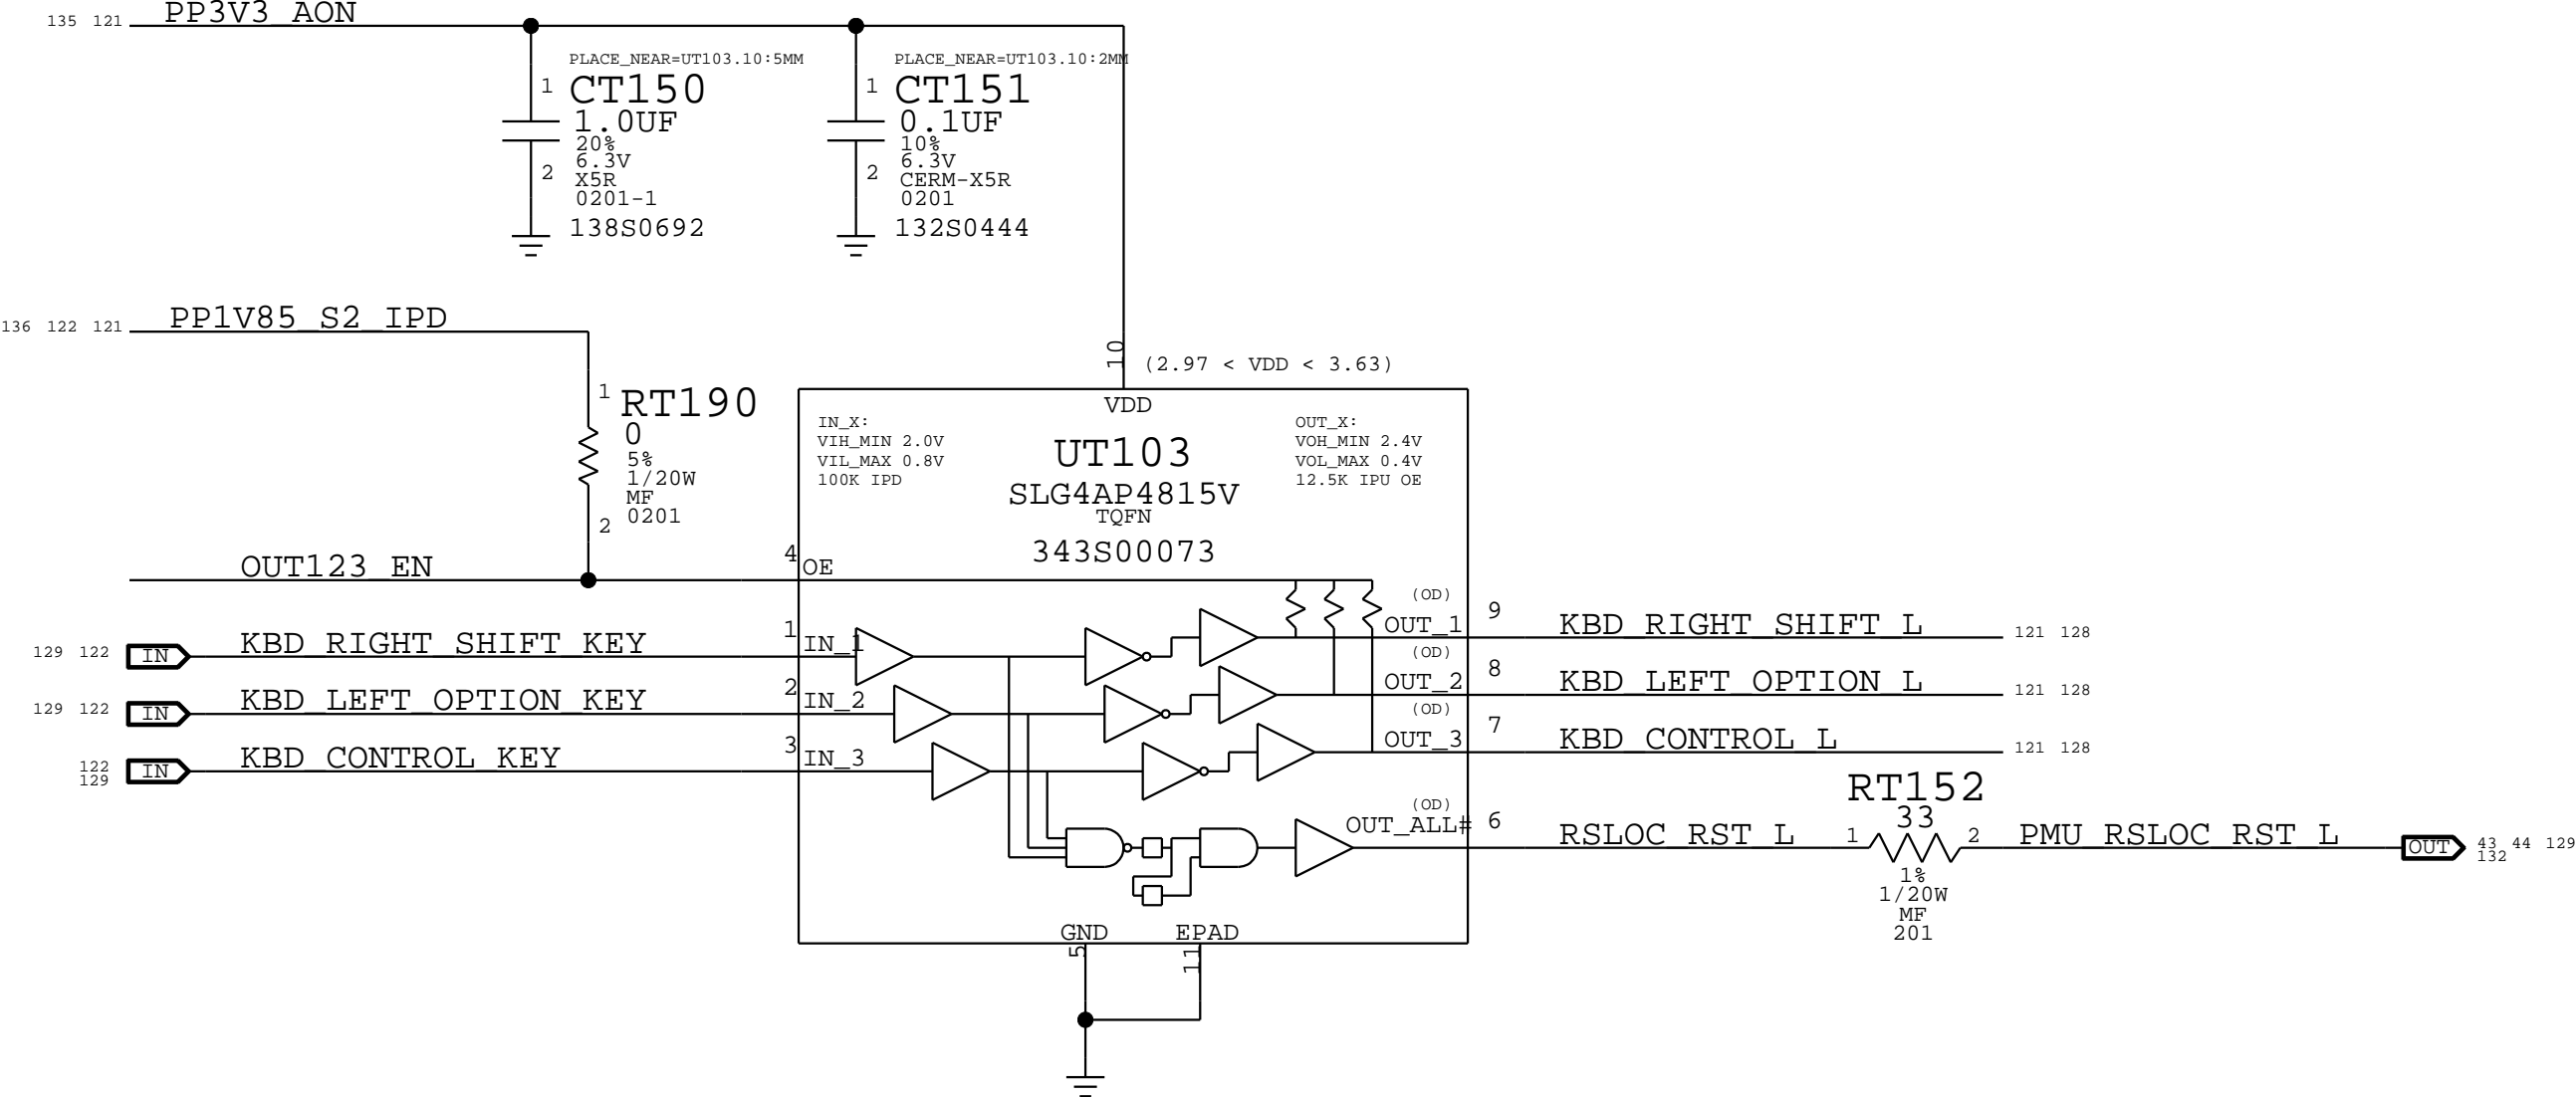 135 121 PP3V3_AON
PLACE_NEAR=UT103.10:5MM
1 CT150
1.0UF
20%
6.3V
2 X5R
0201-1
138S0692
PLACE_NEAR=UT103.10:2MM
1 CT151
0.1UF
10%
6.3V
2 CERM-X5R
0201
132S0444
136 122 121 PP1V85_S2_IPD
1 RT190
0
5%
1/20W
MF
2 0201
10 (2.97 < VDD < 3.63)
VDD
IN_X:
VIH_MIN 2.0V
VIL_MAX 0.8V
100K IPD
UT103
SLG4AP4815V
TQFN
343S00073
OUT_X:
VOH_MIN 2.4V
VOL_MAX 0.4V
12.5K IPU OE
OUT123_EN 4 OE
129 122 IN KBD_RIGHT_SHIFT_KEY 1 IN_1
129 122 IN KBD_LEFT_OPTION_KEY 2 IN_2
122
129 IN KBD_CONTROL_KEY 3 IN_3
(OD)
OUT_1 9 KBD_RIGHT_SHIFT_L 121 128
(OD)
OUT_2 8 KBD_LEFT_OPTION_L 121 128
(OD)
OUT_3 7 KBD_CONTROL_L 121 128
(OD)
OUT_ALL# 6 RSLOC_RST_L
RT152
33
1 2
1%
1/20W
MF
201
PMU_RSLOC_RST_L OUT 43 44 129
132
GND EPAD
5 11